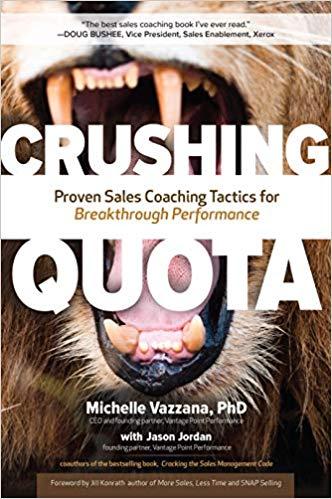 "The best sales coaching book I've ever read."
—DOUG BUSHEE, Vice President, Sales Enablement, Xerox
CRUSHING
Proven Sales Coaching Tactics for
Breakthrough Performance
QUOTA
Michelle Vazzana, PhD
CEO and founding partner, Vantage Point Performance
with Jason Jordan
founding partner, Vantage Point Performance
coauthors of the bestselling book, Cracking the Sales Management Code
Foreword by Jill Konrath author of More Sales, Less Time and SNAP Selling